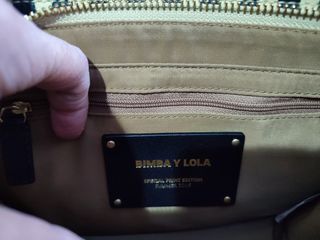 BIMBA Y LOLA
SPECIAL PRINT EDITION
SUMMER